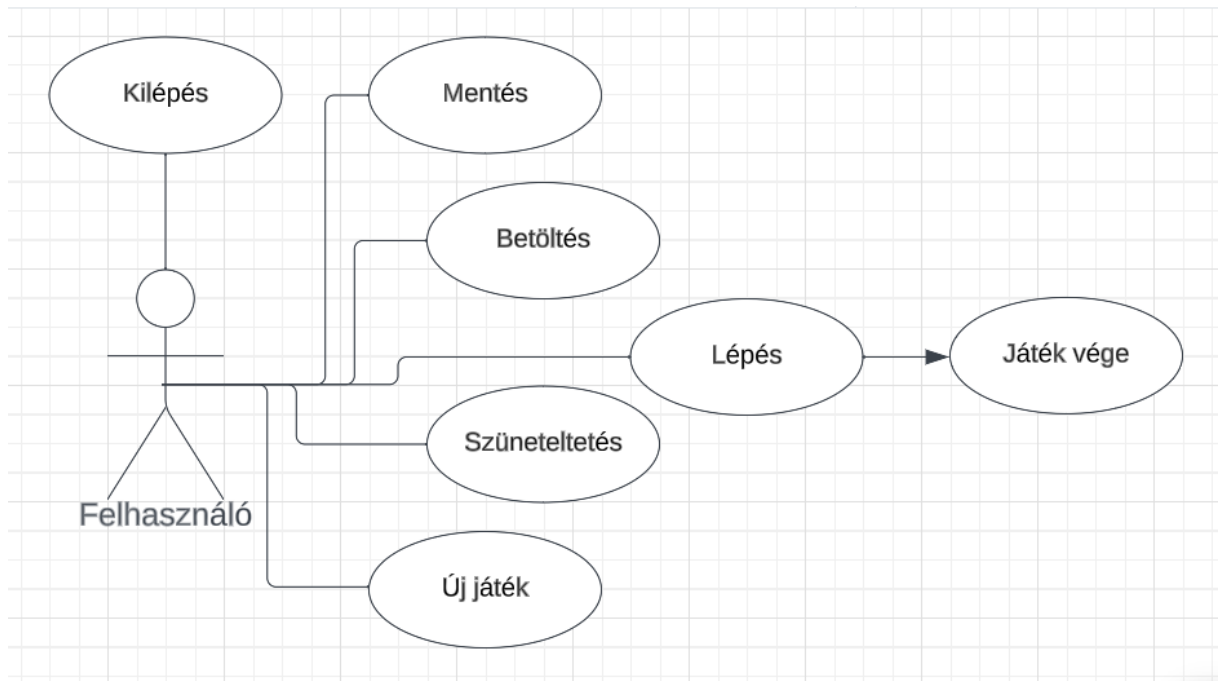 Kilépés
Mentés
Betöltés
Lépés
Játék vége
Szüneteltetés
Felhasználó
Új játék